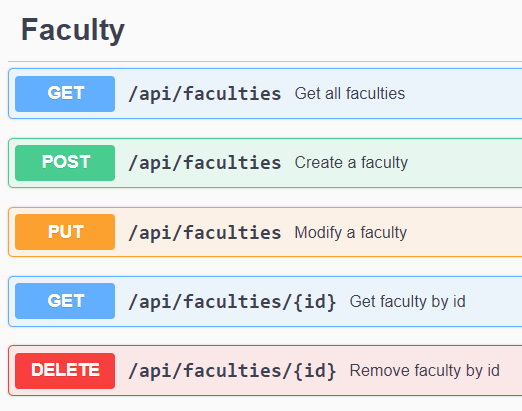 Faculty
GET /api/faculties Get all faculties
POST /api/faculties Create a faculty
PUT /api/faculties Modify a faculty
GET /api/faculties/{id} Get faculty by id
DELETE /api/faculties/{id} Remove faculty by id